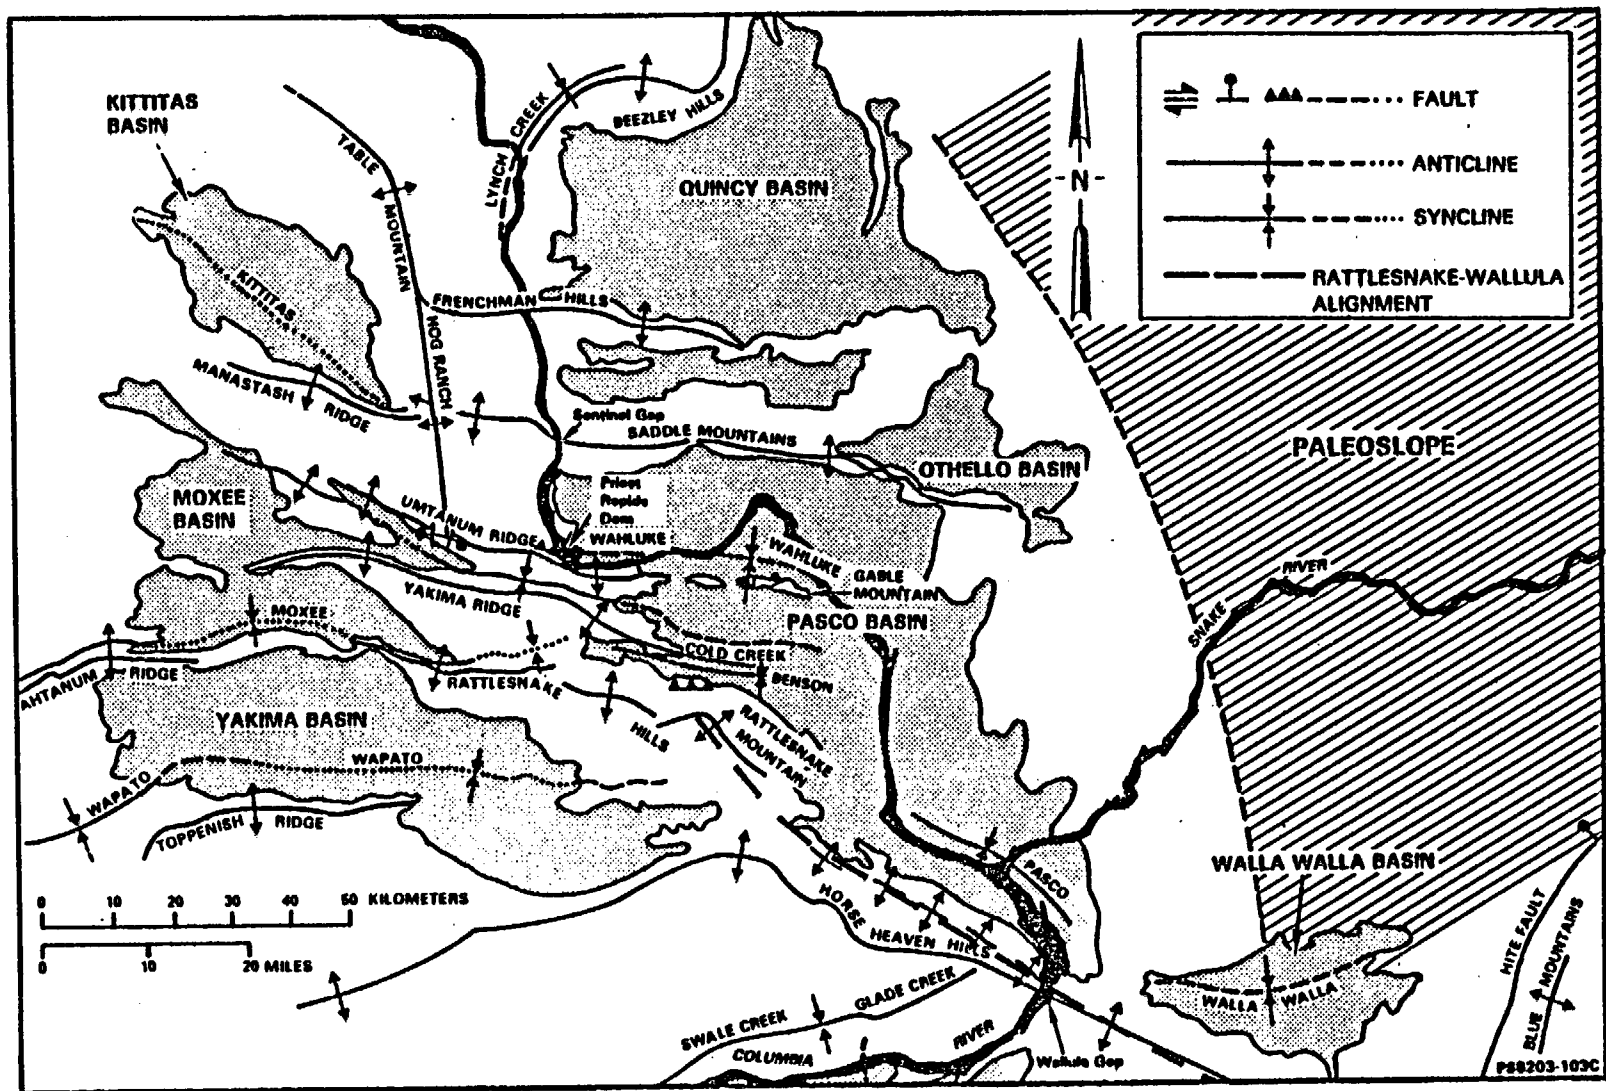 KITTITAS
BASIN
TABLE
MOUNTAIN
HOG RANCH
LYNCH CREEK
BEEZLEY HILLS
QUINCY BASIN
N
FAULT
ANTICLINE
SYNCLINE
RATTLESNAKE-WALLULA
ALIGNMENT
KITTITAS
FRENCHMAN HILLS
MANASTASH RIDGE
Sentinel Gap
SADDLE MOUNTAINS
OTHELLO BASIN
PALEOSLOPE
MOXEE
BASIN
UMTANUM RIDGE
Priest
Rapids
Dam
WAHLUKE
WAHLUKE
GABLE
MOUNTAIN
YAKIMA RIDGE
PASCO BASIN
SNAKE RIVER
MOXEE
COLD CREEK
BENSON
AHTANUM RIDGE
RATTLESNAKE HILLS
RATTLESNAKE
MOUNTAIN
YAKIMA BASIN
WAPATO
WAPATO
TOPPENISH RIDGE
PASCO
WALLA WALLA BASIN
HORSE HEAVEN HILLS
0 10 20 30 40 50 KILOMETERS
0 10 20 MILES
HITE FAULT
BLUE MOUNTAINS
WALLA WALLA
SWALE CREEK GLADE CREEK
COLUMBIA RIVER
Wallula Gap
PS8203-103C